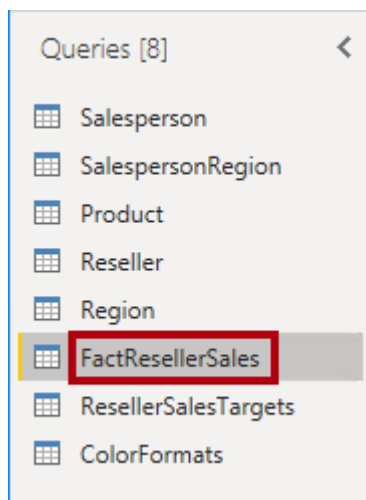 Queries [8]
Salesperson
SalespersonRegion
Product
Reseller
Region
FactResellerSales
ResellerSalesTargets
ColorFormats